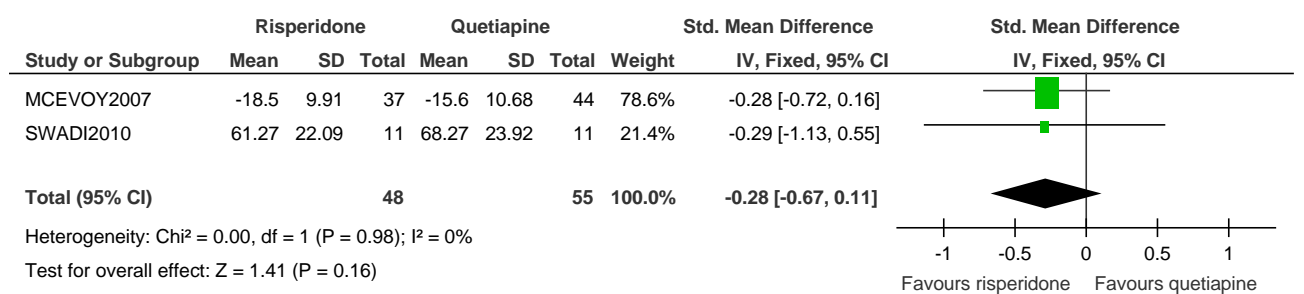 Risperidone Quetiapine Std. Mean Difference Std. Mean Difference
Study or Subgroup Mean SD Total Mean SD Total Weight IV, Fixed, 95% CI IV, Fixed, 95% CI
MCEVOY2007 -18.5 9.91 37 -15.6 10.68 44 78.6% -0.28 [-0.72, 0.16]
SWADI2010 61.27 22.09 11 68.27 23.92 11 21.4% -0.29 [-1.13, 0.55]
Total (95% CI) 48 55 100.0% -0.28 [-0.67, 0.11]
Heterogeneity: Chi² = 0.00, df = 1 (P = 0.98); I² = 0%
Test for overall effect: Z = 1.41 (P = 0.16)
-1 -0.5 0 0.5 1
Favours risperidone Favours quetiapine